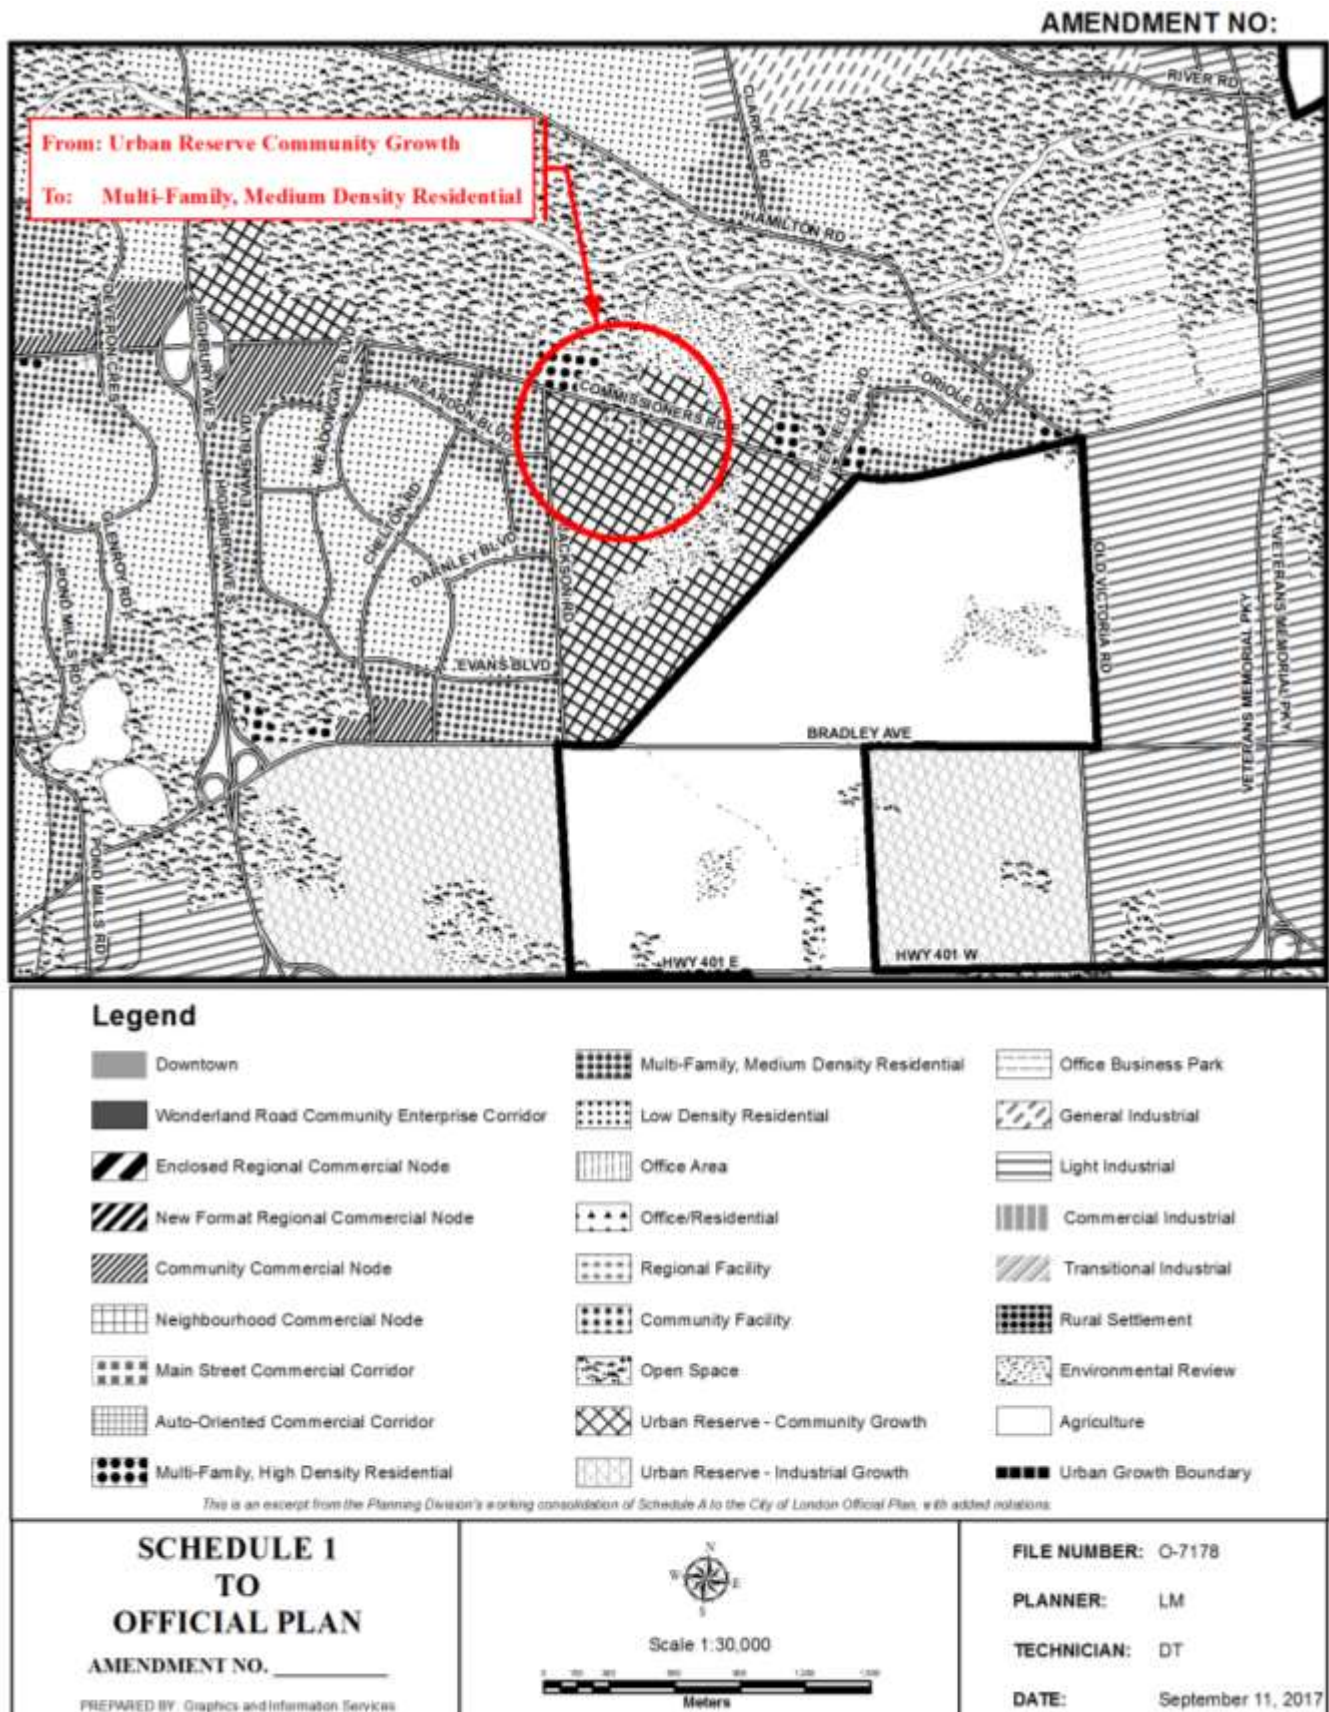 AMENDMENT NO:
RIVER RD
CLARKE RD
From: Urban Reserve Community Growth
To: Multi-Family, Medium Density Residential
HAMILTON RD
HIGHBURY AVE S
MEADOWGATE BLVD
REARDON BLVD
COMMISSIONERS RD E
ORIOLE DR
EVANS BLVD
HIGHBURY AVE S
CHELTON RD
GLENROY RD
DARNLEY BLVD
JACKSON RD
POND MILLS RD
OLD VICTORIA RD
VETERANS MEMORIAL PKY
VETERANS MEMORIAL PKY
EVANS BLVD
BRADLEY AVE
POND MILLS RD
HWY 401 E
HWY 401 W
Legend
Downtown
Wonderland Road Community Enterprise Corridor
Enclosed Regional Commercial Node
New Format Regional Commercial Node
Community Commercial Node
Neighbourhood Commercial Node
Main Street Commercial Corridor
Auto-Oriented Commercial Corridor
Multi-Family, High Density Residential
Multi-Family, Medium Density Residential
Low Density Residential
Office Area
Office/Residential
Regional Facility
Community Facility
Open Space
Urban Reserve - Community Growth
Urban Reserve - Industrial Growth
Office Business Park
General Industrial
Light Industrial
Commercial Industrial
Transitional Industrial
Rural Settlement
Environmental Review
Agriculture
Urban Growth Boundary
This is an excerpt from the Planning Division's working consolidation of Schedule A to the City of London Official Plan, with added notations.
SCHEDULE 1
TO
OFFICIAL PLAN
AMENDMENT NO. __________
PREPARED BY: Graphics and Information Services
N
W E
S
Scale 1:30,000
Meters
FILE NUMBER: O-7178
PLANNER: LM
TECHNICIAN: DT
DATE: September 11, 2017